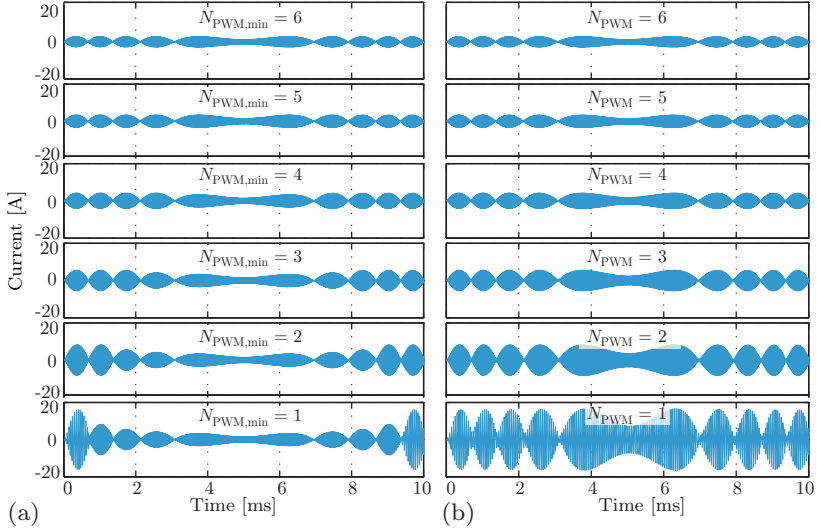 20
0
-20
N_PWM,min = 6
N_PWM = 6
20
0
-20
N_PWM,min = 5
N_PWM = 5
20
0
-20
N_PWM,min = 4
N_PWM = 4
20
0
-20
N_PWM,min = 3
N_PWM = 3
20
0
-20
N_PWM,min = 2
N_PWM = 2
20
0
-20
N_PWM,min = 1
N_PWM = 1
Current [A]
0 2 4 6 8 10
0 2 4 6 8 10
Time [ms]
Time [ms]
(a)
(b)